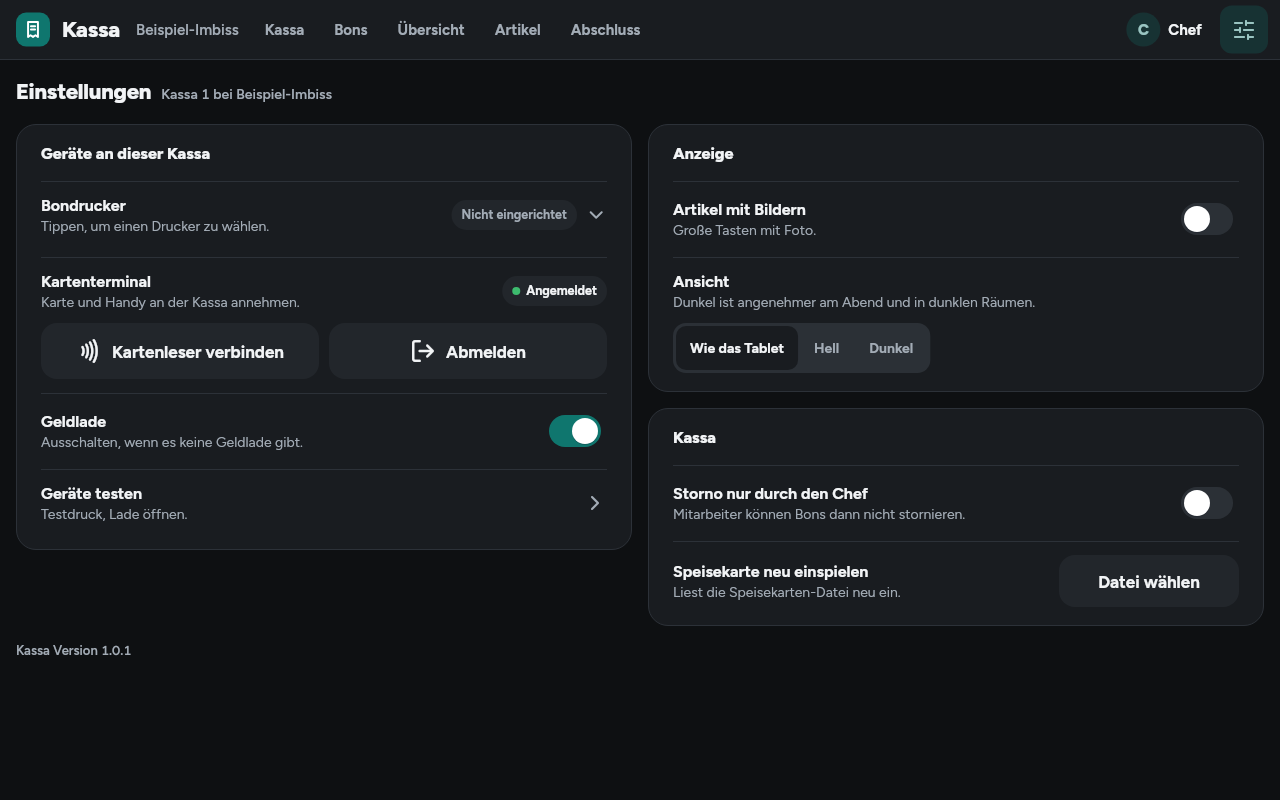 Kassa Beispiel-Imbiss Kassa Bons Übersicht Artikel Abschluss C Chef
Einstellungen Kassa 1 bei Beispiel-Imbiss
Geräte an dieser Kassa
Bondrucker
Tippen, um einen Drucker zu wählen.
Nicht eingerichtet
Kartenterminal
Karte und Handy an der Kassa annehmen.
Angemeldet
Kartenleser verbinden
Abmelden
Geldlade
Ausschalten, wenn es keine Geldlade gibt.
Geräte testen
Testdruck, Lade öffnen.
Anzeige
Artikel mit Bildern
Große Tasten mit Foto.
Ansicht
Dunkel ist angenehmer am Abend und in dunklen Räumen.
Wie das Tablet Hell Dunkel
Kassa
Storno nur durch den Chef
Mitarbeiter können Bons dann nicht stornieren.
Speisekarte neu einspielen
Liest die Speisekarten-Datei neu ein.
Datei wählen
Kassa Version 1.0.1